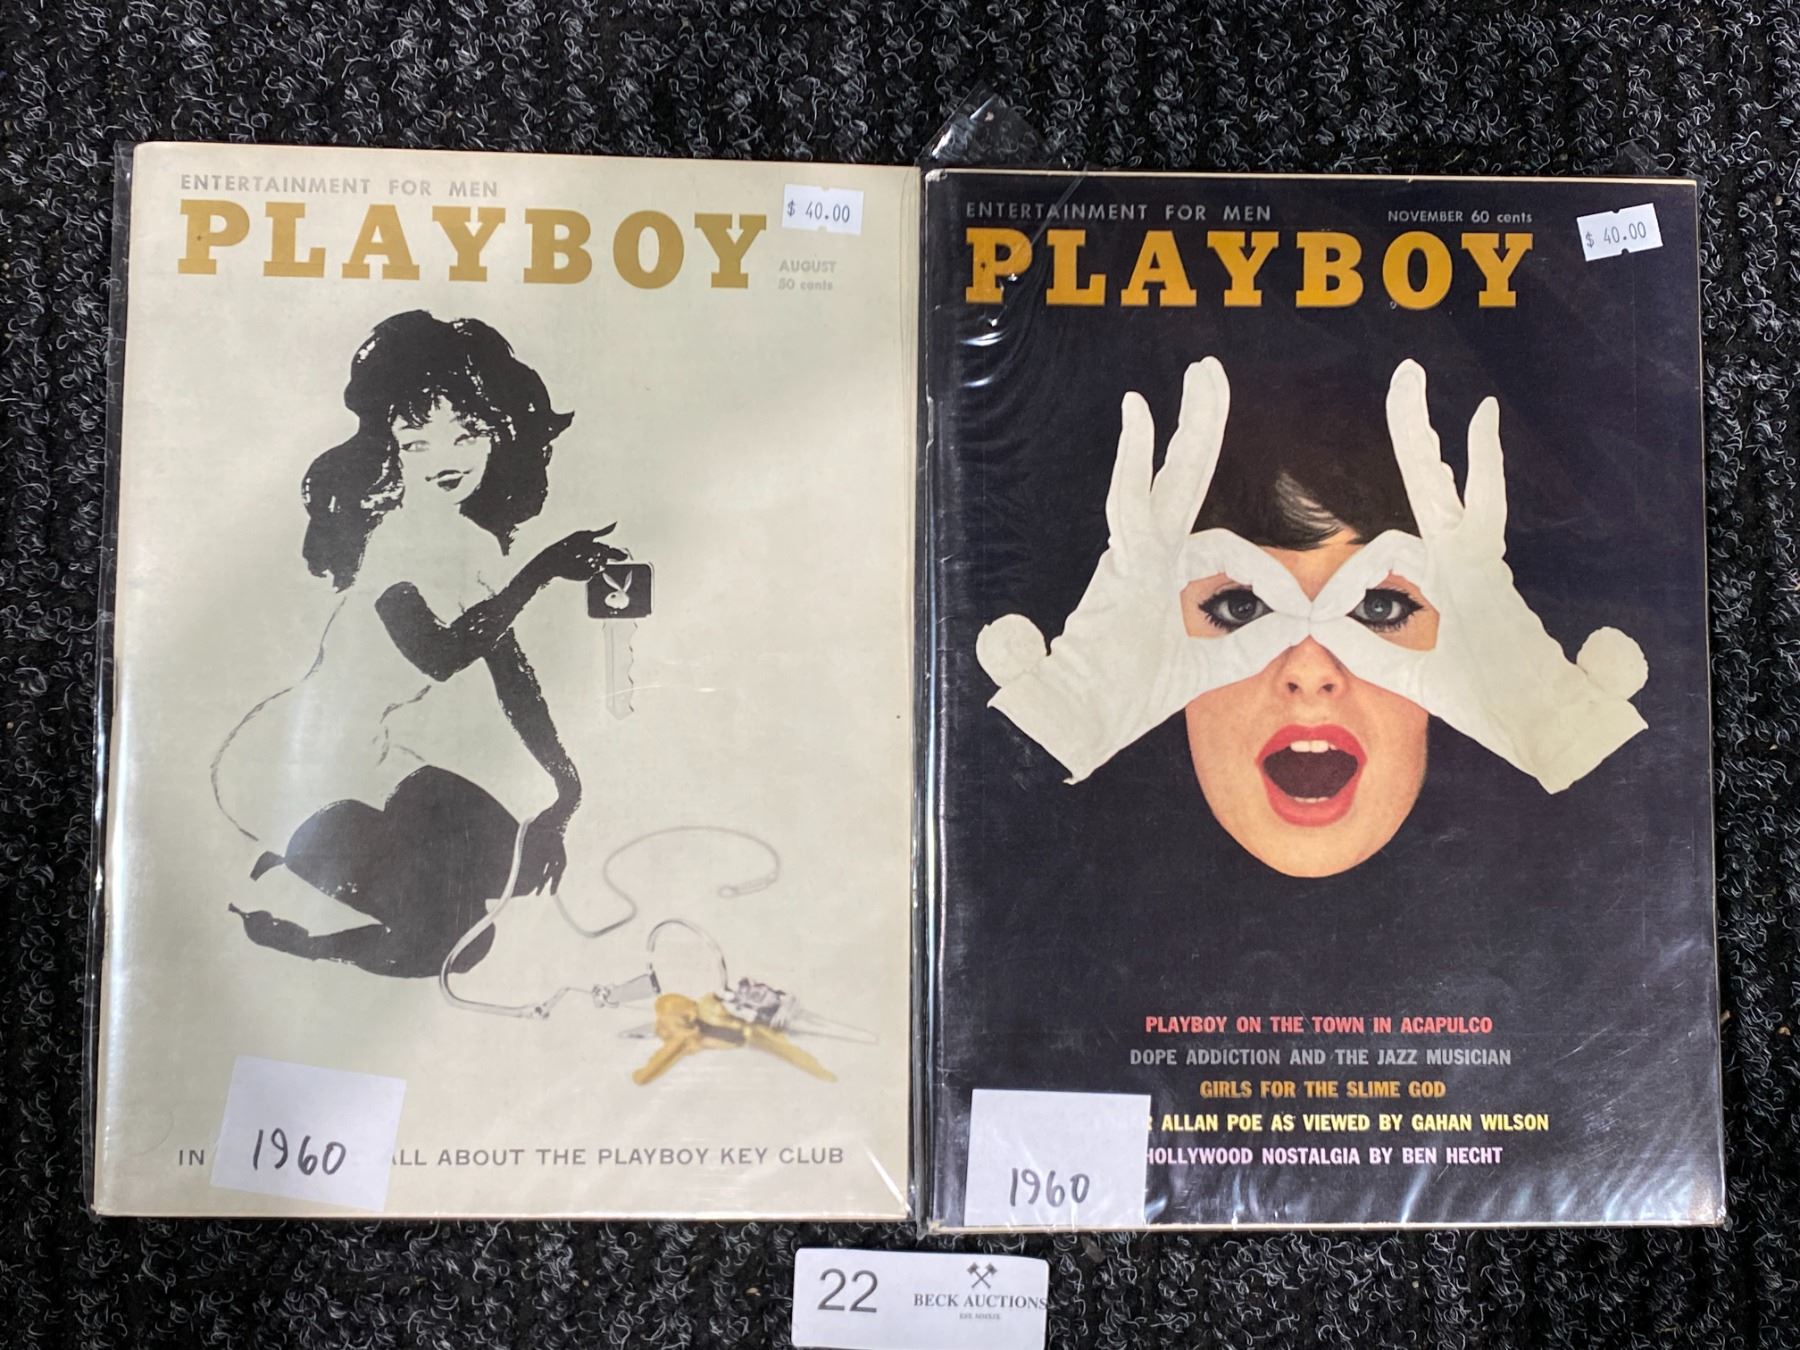 ENTERTAINMENT FOR MEN
PLAYBOY
$ 40.00
AUGUST
50 cents
IN
ALL ABOUT THE PLAYBOY KEY CLUB
1960
ENTERTAINMENT FOR MEN
NOVEMBER 60 cents
PLAYBOY
$ 40.00
PLAYBOY ON THE TOWN IN ACAPULCO
DOPE ADDICTION AND THE JAZZ MUSICIAN
GIRLS FOR THE SLIME GOD
ALLAN POE AS VIEWED BY GAHAN WILSON
HOLLYWOOD NOSTALGIA BY BEN HECHT
1960
22
BECK AUCTIONS